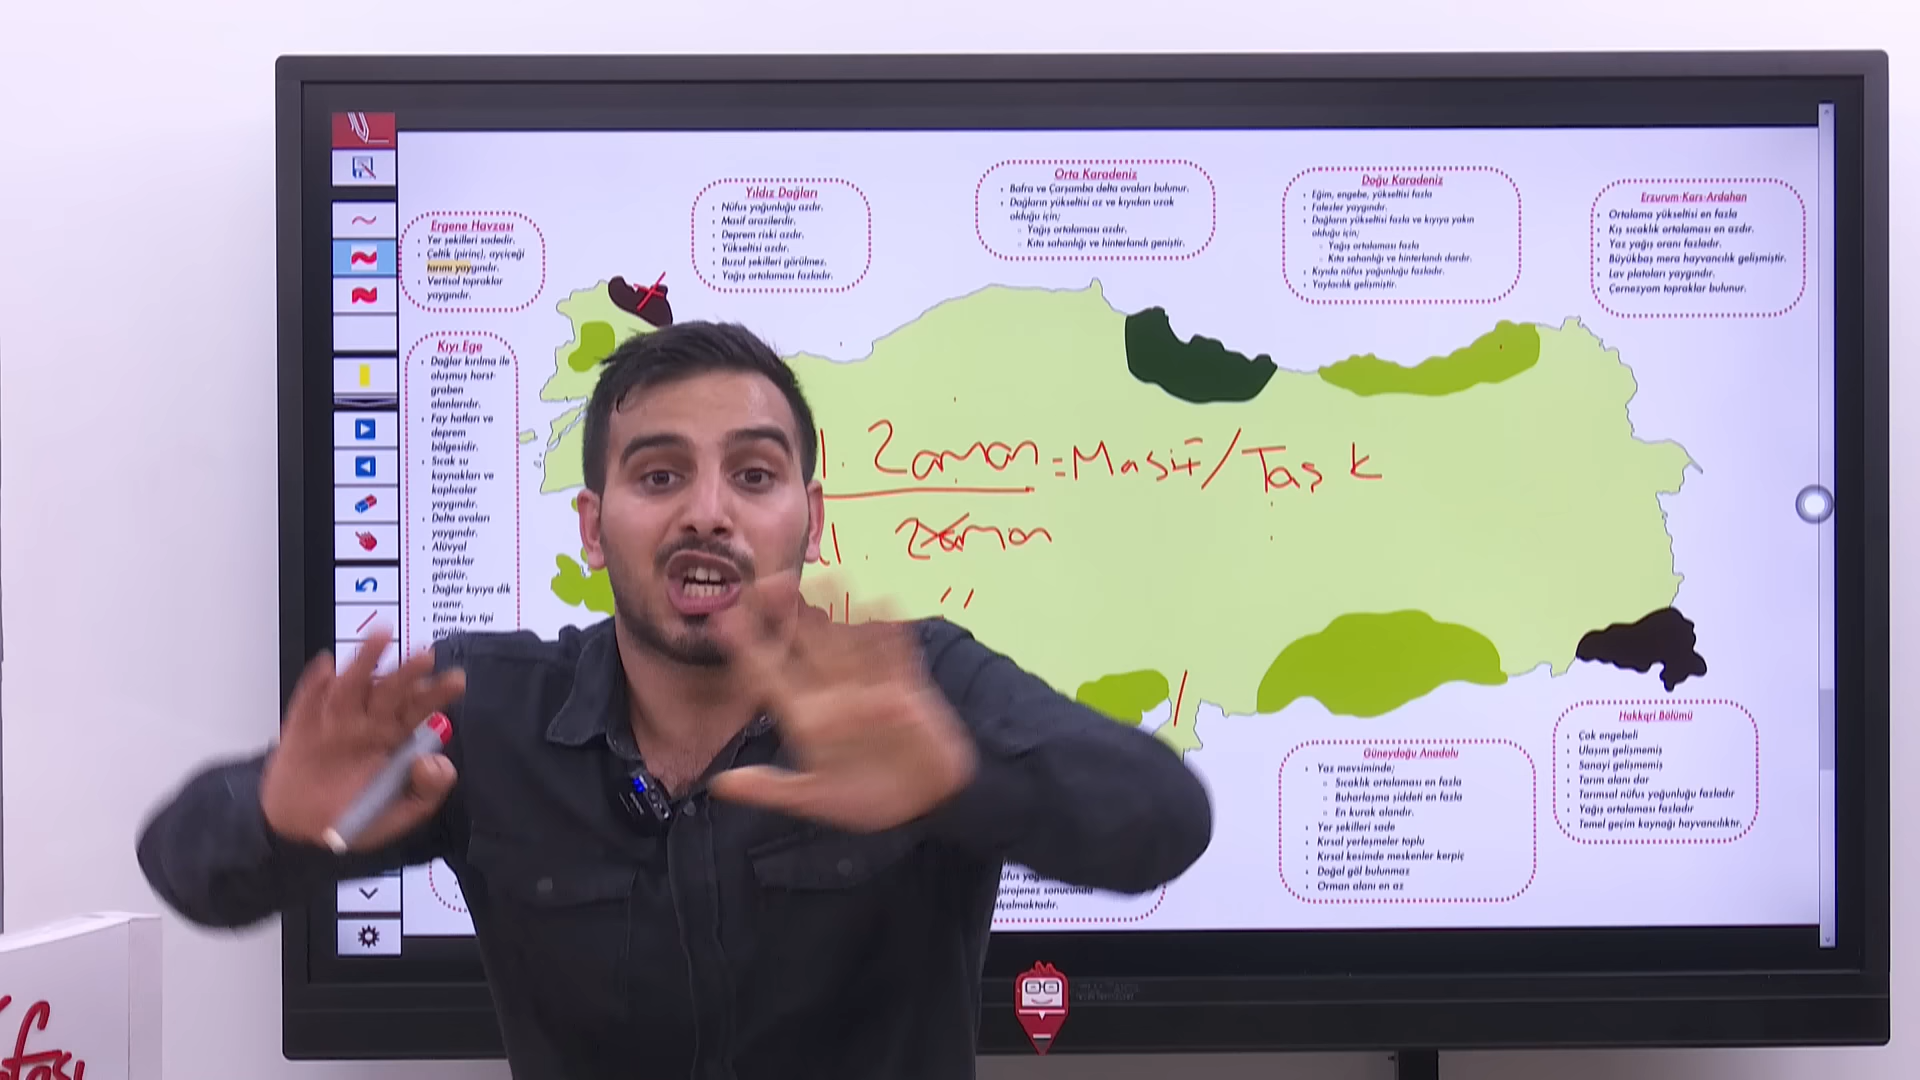 Ergene Havzası
Yer şekilleri sadedir.
Çeltik (pirinç), ayçiçeği
tarımı yaygındır.
Vertisol topraklar
yaygındır.
Yıldız Dağları
Nüfus yoğunluğu azdır.
Masif arazilerdir.
Deprem riski azdır.
Yükseltisi azdır.
Buzul şekilleri görülmez.
Yağış ortalaması fazladır.
Orta Karadeniz
Bafra ve Çarşamba delta ovaları bulunur.
Dağların yükseltisi az ve kıyıdan uzak
olduğu için;
Yağış ortalaması azdır.
Kıta sahanlığı ve hinterlandı geniştir.
Doğu Karadeniz
Eğim, engebe, yükseltisi fazla
Falezler yaygındır.
Dağların yükseltisi fazla ve kıyıya yakın
olduğu için;
Yağış ortalaması fazla
Kıta sahanlığı ve hinterlandı dardır.
Kıyıda nüfus yoğunluğu fazladır.
Yaylacılık gelişmiştir.
Erzurum-Kars-Ardahan
Ortalama yükseltisi en fazla
Kış sıcaklık ortalaması en azdır.
Yaz yağış oranı fazladır.
Büyükbaş mera hayvancılık gelişmiştir.
Lav platoları yaygındır.
Çernezyom topraklar bulunur.
Kıyı Ege
Dağlar kırılma ile
oluşmuş horst-
graben
alanlarıdır.
Fay hatları ve
deprem
bölgesidir.
Sıcak su
kaynakları ve
kaplıcalar
yaygındır.
Delta ovaları
yaygındır.
Alüvyal
topraklar
görülür.
Dağlar kıyıya dik
uzanır.
Enine kıyı tipi
görülür.
1. Zaman = Masif / Taş K
Zaman
"
Güneydoğu Anadolu
Yaz mevsiminde;
Sıcaklık ortalaması en fazla
Buharlaşma şiddeti en fazla
En kurak alandır.
Yer şekilleri sade
Kırsal yerleşmeler toplu
Kırsal kesimde meskenler kerpiç
Doğal göl bulunmaz
Orman alanı en az
Hakkari Bölümü
Çok engebeli
Ulaşım gelişmemiş
Sanayi gelişmemiş
Tarım alanı dar
Tarımsal nüfus yoğunluğu fazladır
Yağış ortalaması fazladır
Temel geçim kaynağı hayvancılıktır.
sonucunda